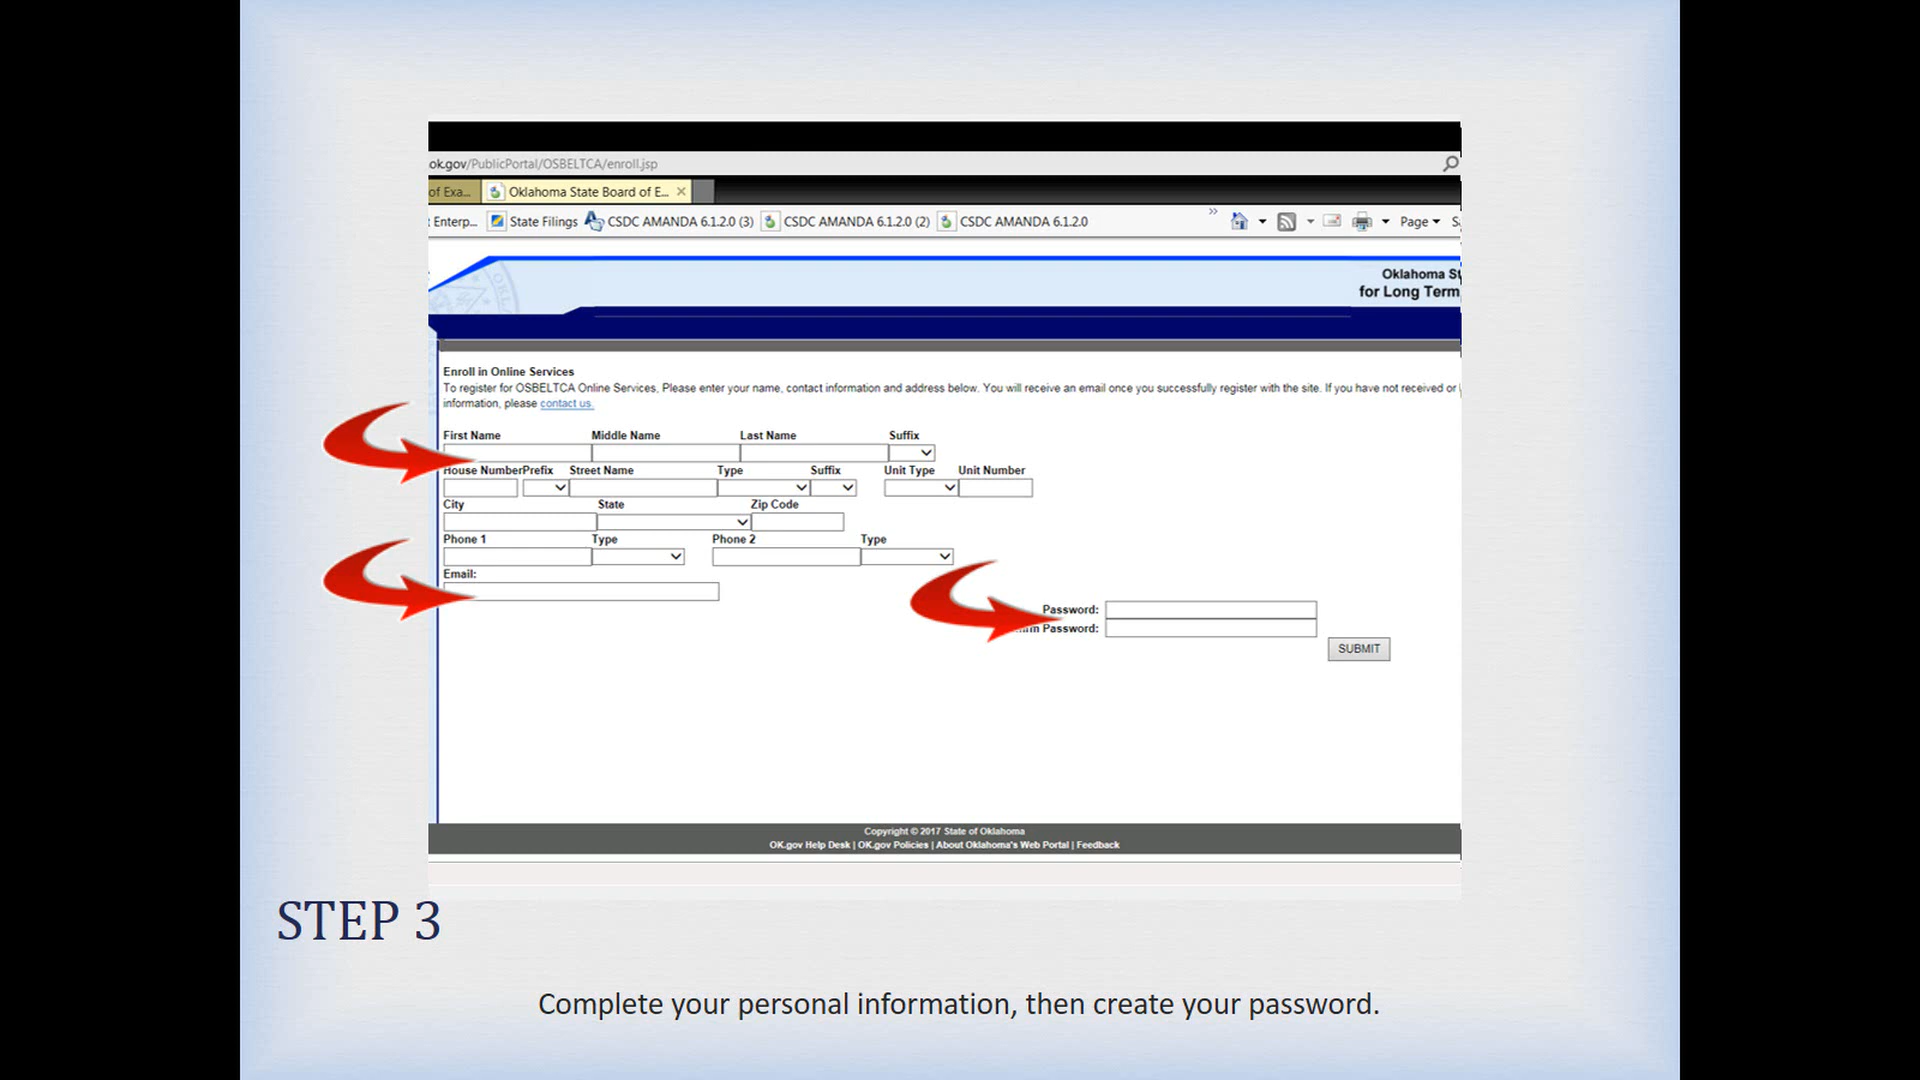 ok.gov/PublicPortal/OSBELTCA/enroll.jsp
of Exa... Oklahoma State Board of E...
Enterp... State Filings CSDC AMANDA 6.1.2.0 (3) CSDC AMANDA 6.1.2.0 (2) CSDC AMANDA 6.1.2.0 » Page
Oklahoma St
for Long Term
Enroll in Online Services
To register for OSBELTCA Online Services, Please enter your name, contact information and address below. You will receive an email once you successfully register with the site. If you have not received or
information, please contact us.
First Name Middle Name Last Name Suffix
House Number Prefix Street Name Type Suffix Unit Type Unit Number
City State Zip Code
Phone 1 Type Phone 2 Type
Email:
Password:
Password:
SUBMIT
Copyright © 2017 State of Oklahoma
OK.gov Help Desk | OK.gov Policies | About Oklahoma's Web Portal | Feedback
STEP 3
Complete your personal information, then create your password.